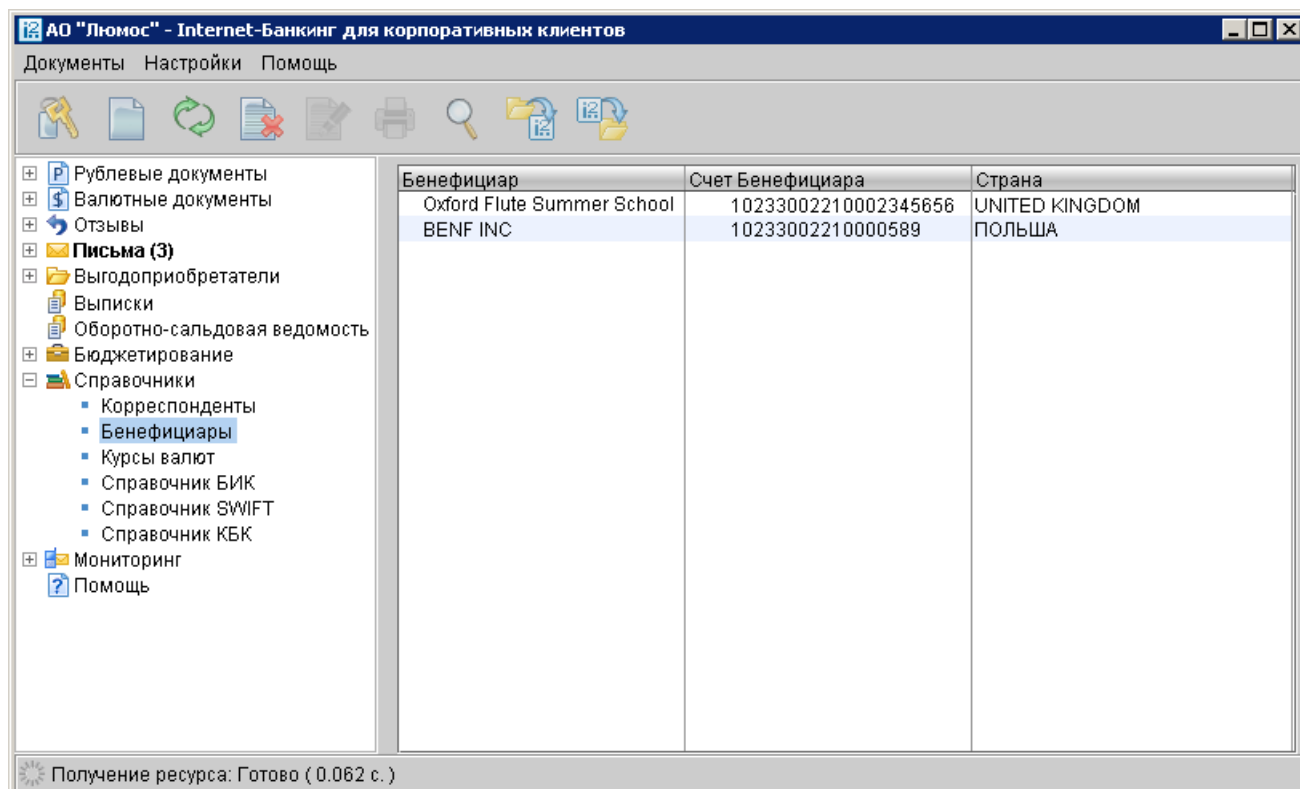 АО "Люмос" - Internet-Банкинг для корпоративных клиентов
Документы Настройки Помощь
Рублевые документы
Валютные документы
Отзывы
Письма (3)
Выгодоприобретатели
Выписки
Оборотно-сальдовая ведомость
Бюджетирование
Справочники
Корреспонденты
Бенефициары
Курсы валют
Справочник БИК
Справочник SWIFT
Справочник КБК
Мониторинг
Помощь
Бенефициар Счет Бенефициара Страна
Oxford Flute Summer School 10233002210002345656 UNITED KINGDOM
BENF INC 10233002210000589 ПОЛЬША
Получение ресурса: Готово ( 0.062 с. )